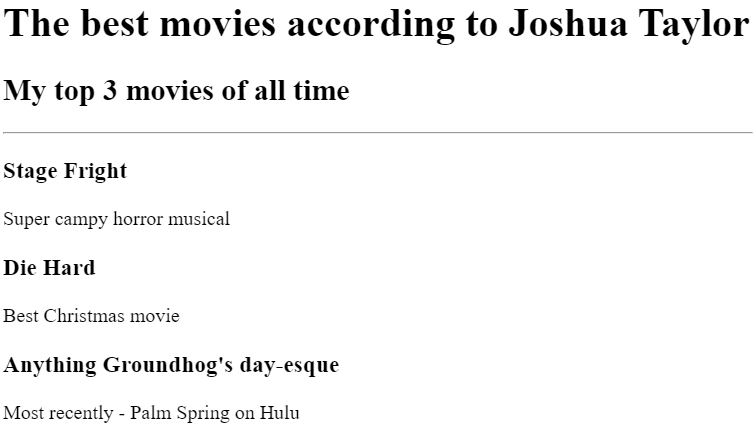 The best movies according to Joshua Taylor
My top 3 movies of all time
Stage Fright
Super campy horror musical
Die Hard
Best Christmas movie
Anything Groundhog's day-esque
Most recently - Palm Spring on Hulu